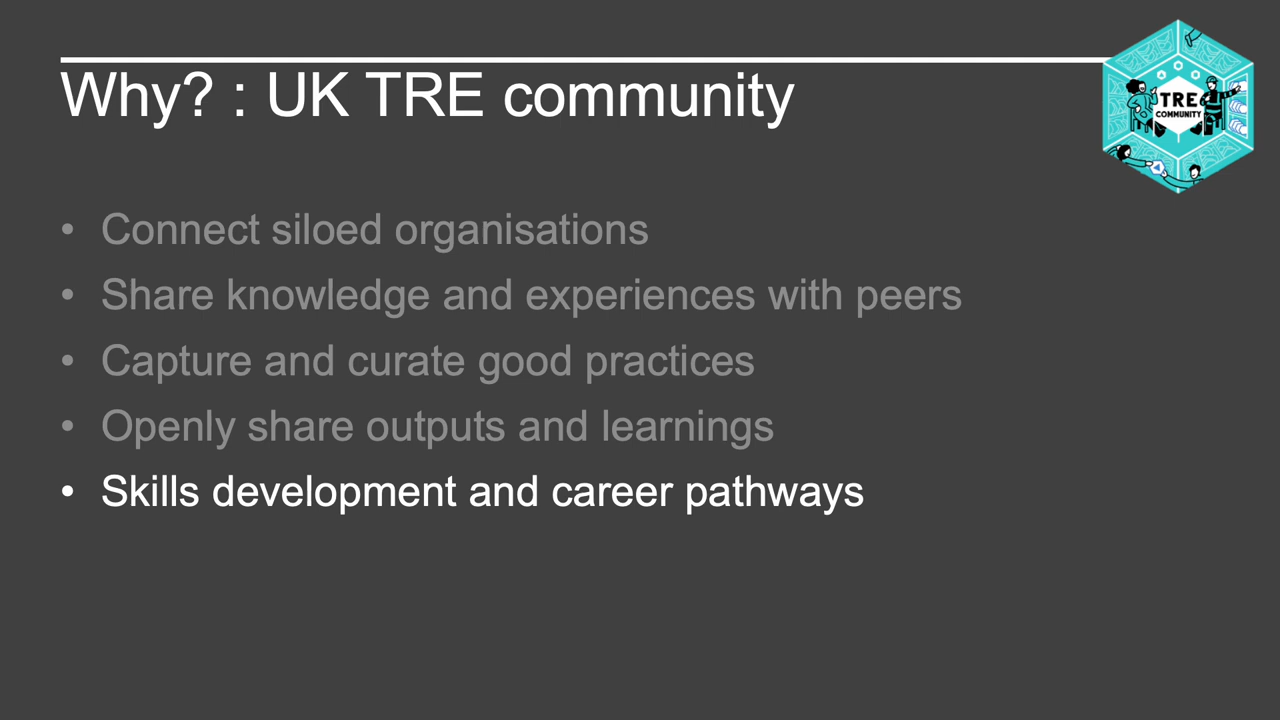 Why? : UK TRE community
TRE
COMMUNITY
• Connect siloed organisations
• Share knowledge and experiences with peers
• Capture and curate good practices
• Openly share outputs and learnings
• Skills development and career pathways